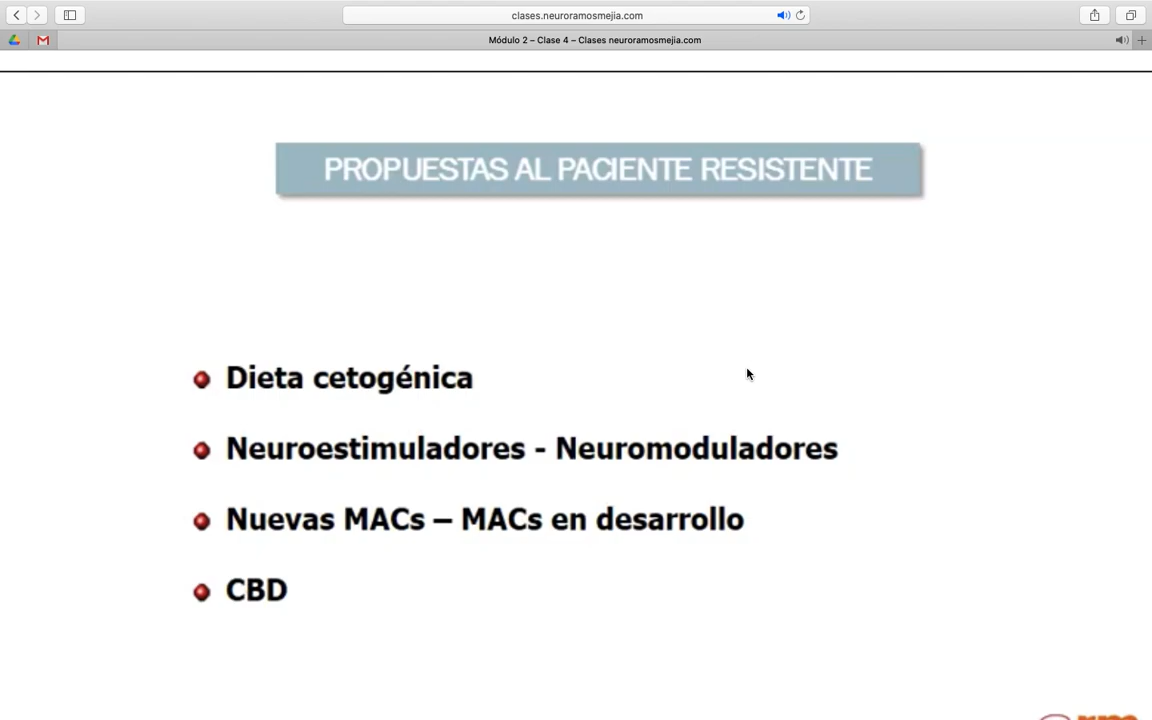 clases.neuroramosmejia.com
Módulo 2 – Clase 4 – Clases neuroramosmejia.com
PROPUESTAS AL PACIENTE RESISTENTE
Dieta cetogénica
Neuroestimuladores - Neuromoduladores
Nuevas MACs – MACs en desarrollo
CBD